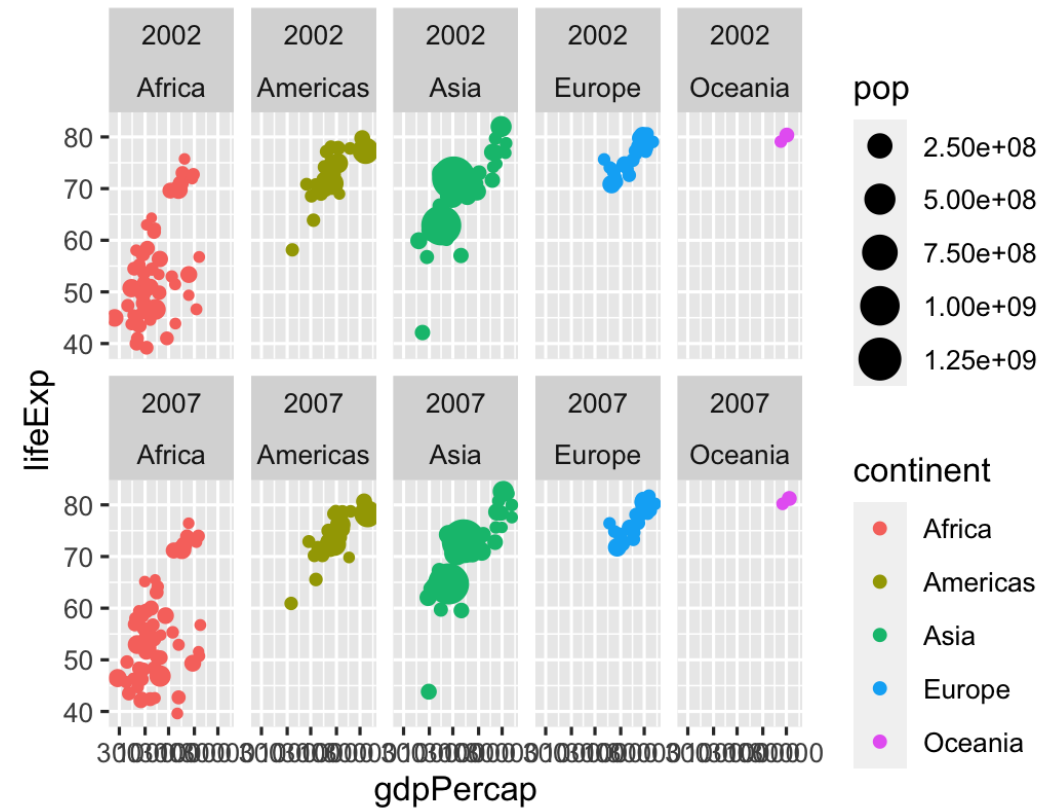 2002 2002 2002 2002 2002
Africa Americas Asia Europe Oceania
80
70
60
50
40
2007 2007 2007 2007 2007
Africa Americas Asia Europe Oceania
80
70
60
50
40
lifeExp
gdpPercap
pop
2.50e+08
5.00e+08
7.50e+08
1.00e+09
1.25e+09
continent
Africa
Americas
Asia
Europe
Oceania